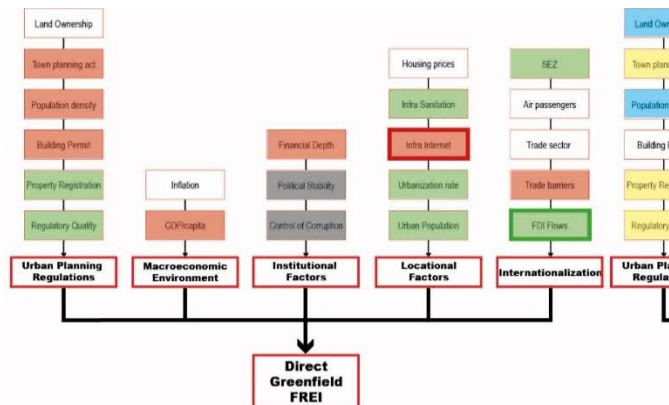 Land Ownership
Town planning act
Population density
Building Permit
Property Registration
Regulatory Quality
Urban Planning
Regulations
Inflation
GDP/capita
Macroeconomic
Environment
Financial Depth
Political Stability
Control of Corruption
Institutional
Factors
Housing prices
Infra Sanitation
Infra Internet
Urbanization rate
Urban Population
Locational
Factors
SEZ
Air passengers
Trade sector
Trade barriers
FDI Flows
Internationalization
Land Own
Town plann
Population
Building P
Property Reg
Regulatory
Urban Pla
Regula
Direct
Greenfield
FREI